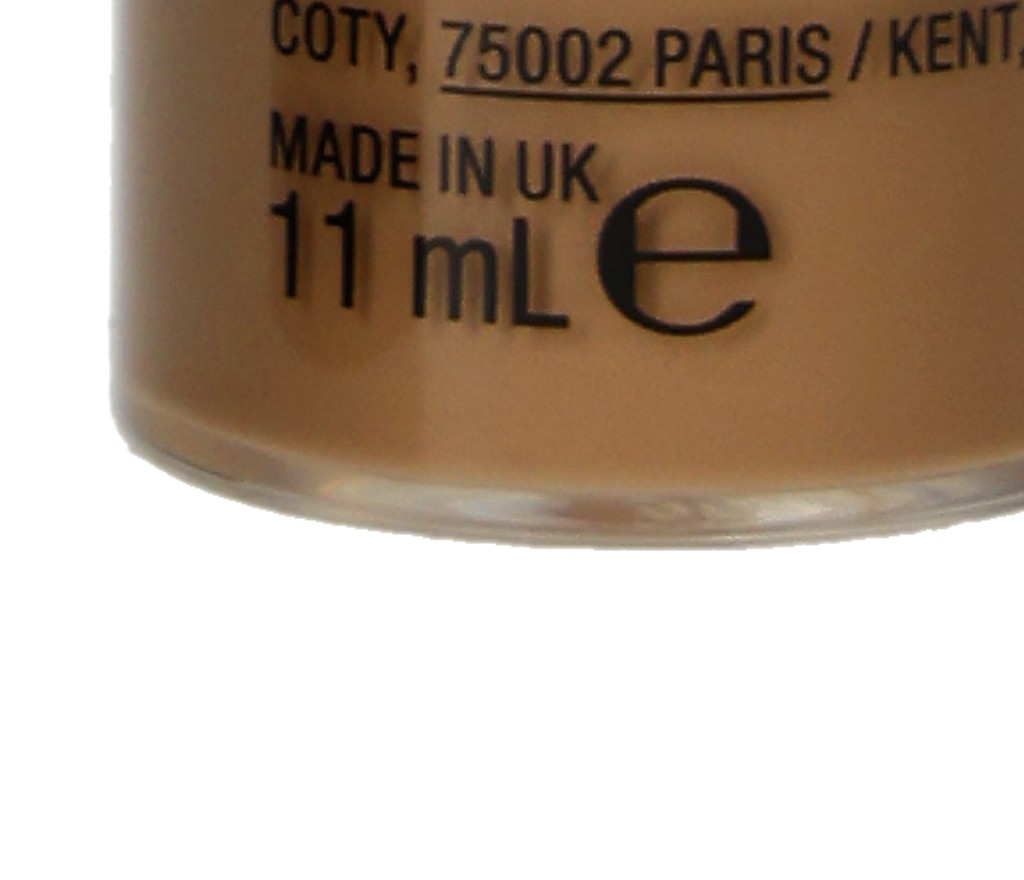 COTY, 75002 PARIS / KENT,
MADE IN UK
11 mL e